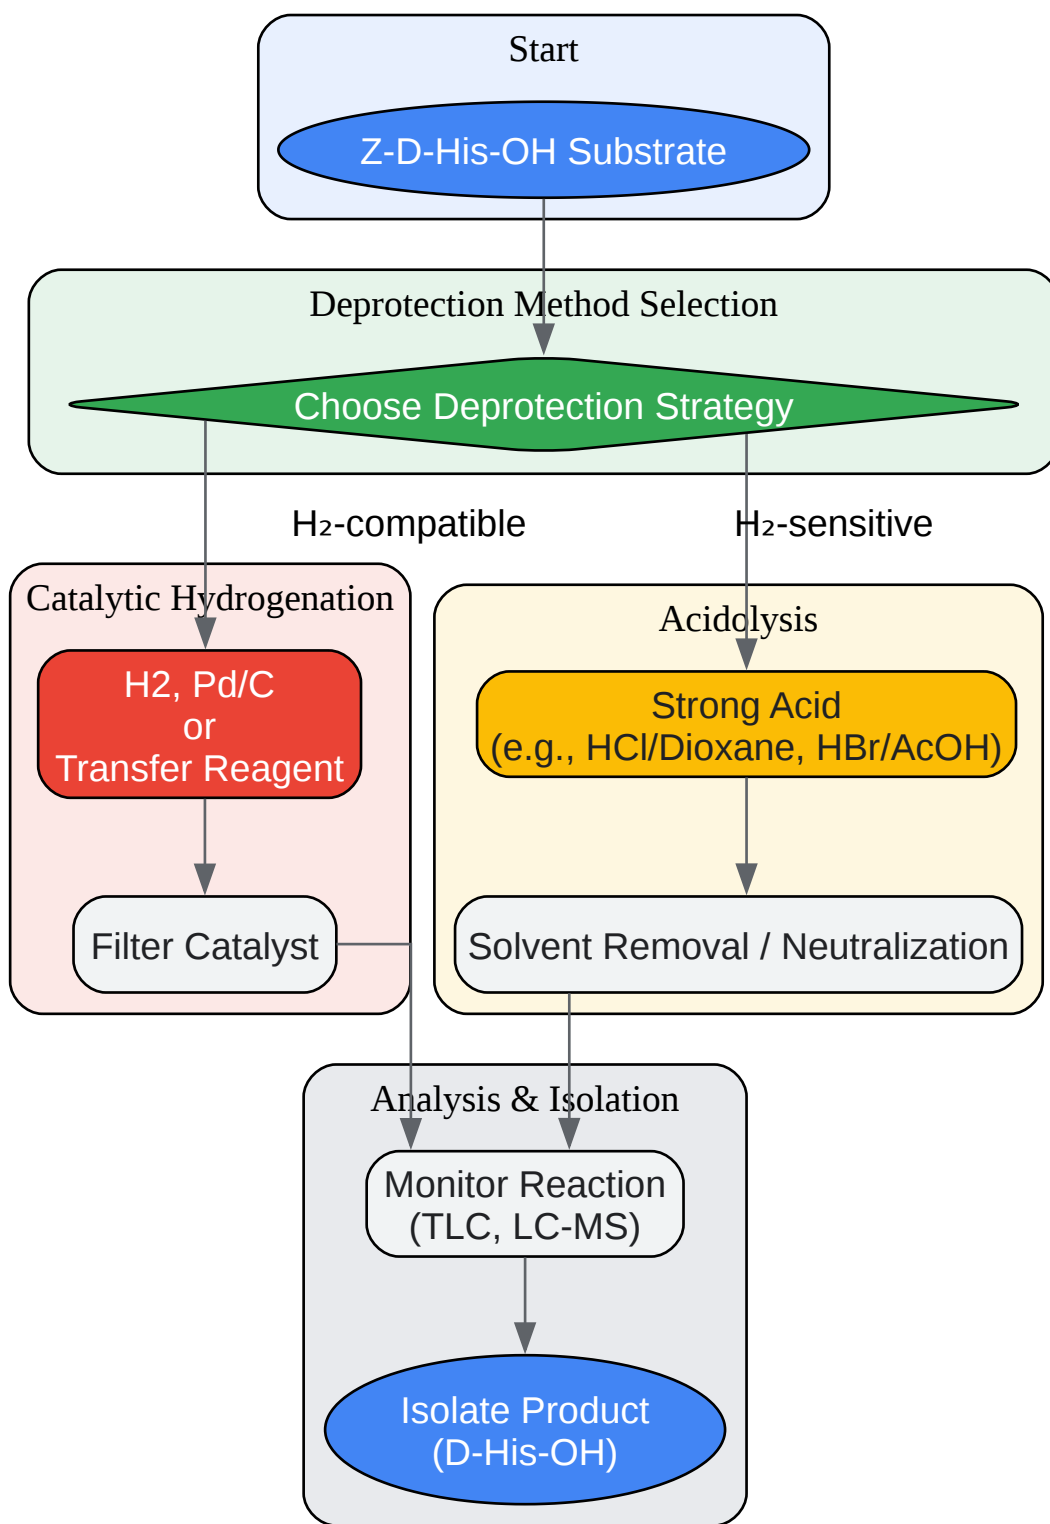 Start
Z-D-His-OH Substrate
Deprotection Method Selection
Choose Deprotection Strategy
H₂-compatible
H₂-sensitive
Catalytic Hydrogenation
H2, Pd/C
or
Transfer Reagent
Filter Catalyst
Acidolysis
Strong Acid
(e.g., HCl/Dioxane, HBr/AcOH)
Solvent Removal / Neutralization
Analysis & Isolation
Monitor Reaction
(TLC, LC-MS)
Isolate Product
(D-His-OH)